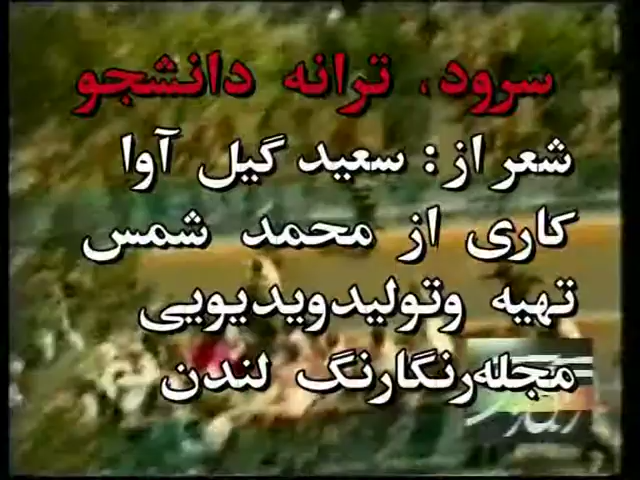 سرود، ترانه دانشجو
شعر از: سعید گیل آوا
کاری از محمد شمس
تهیه وتولیدویدیویی
مجله رنگارنگ لندن